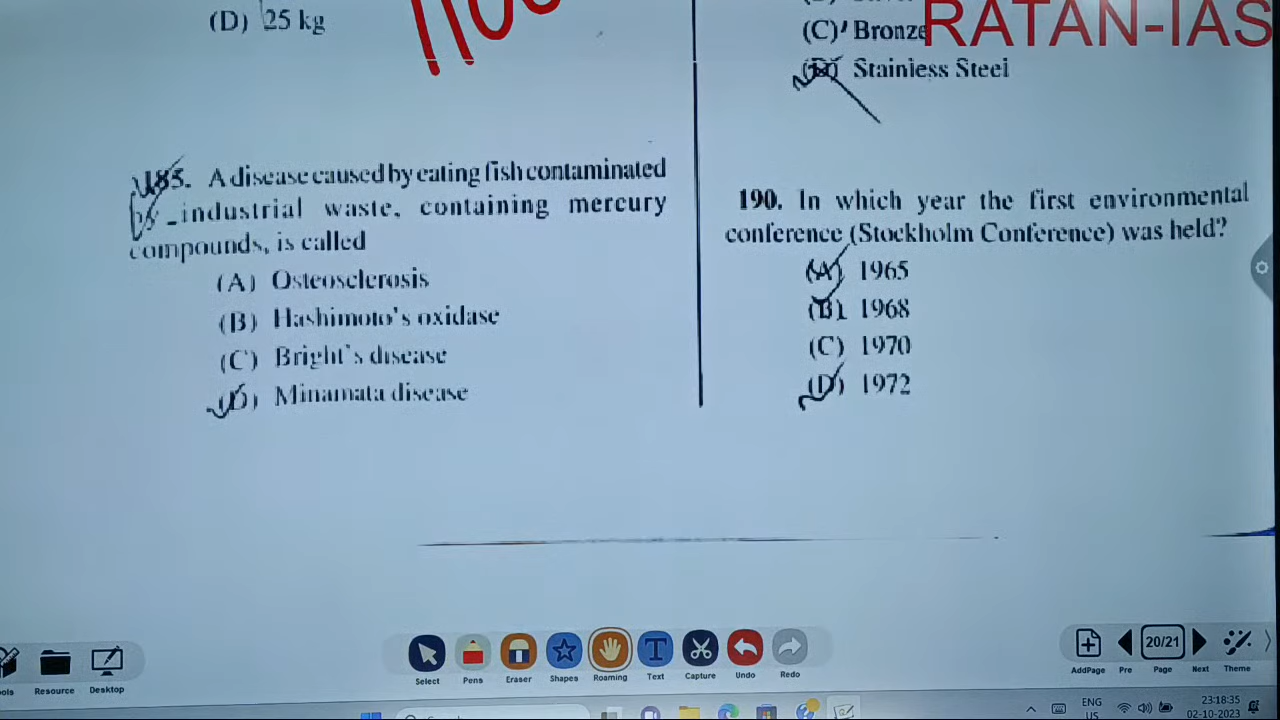 (D) 25 kg
1100
(C) Bronze
RATAN-IAS
(D) Stainless Steel
185. A disease caused by eating fish contaminated
by industrial waste, containing mercury
compounds, is called
(A) Osteosclerosis
(B) Hashimoto's oxidase
(C) Bright's disease
(D) Minamata disease
190. In which year the first environmental
conference (Stockholm Conference) was held?
(A) 1965
(B) 1968
(C) 1970
(D) 1972
Resource
Desktop
Select
Pens
Eraser
Shapes
Roaming
Text
Capture
Undo
Redo
AddPage
Pre
20/21
Page
Next
Theme
ENG
US
23:18:35
02-10-2023